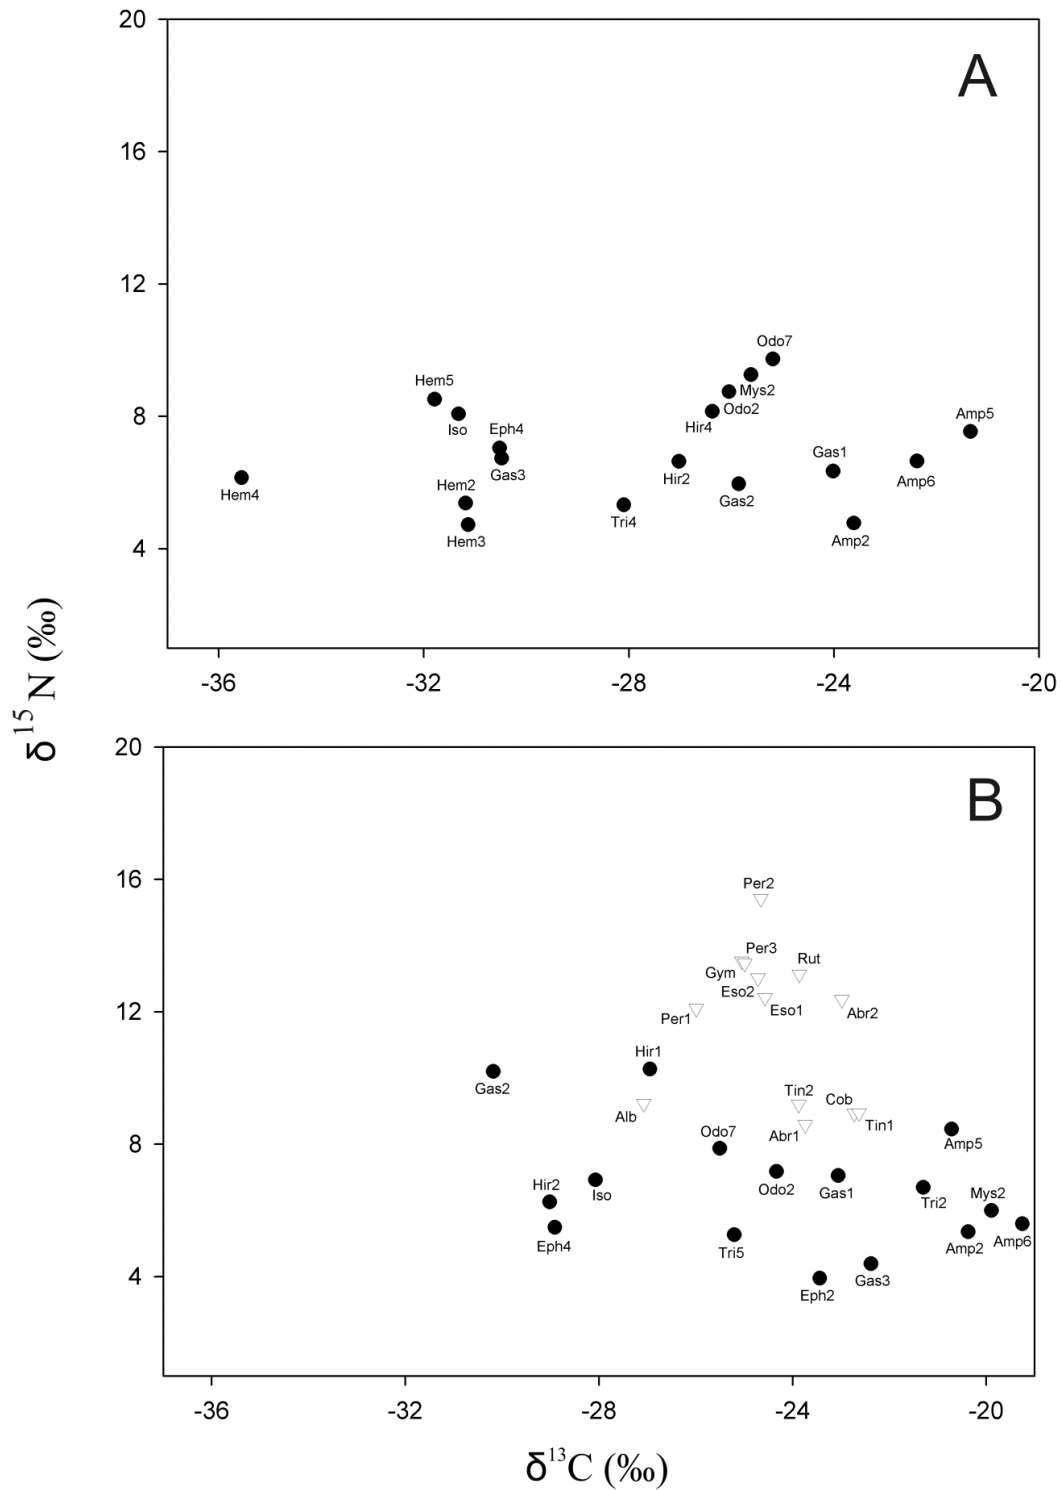 20
A
16
12
Odo7
Hem5
Mys2
8
Iso
Eph4
Odo2
Amp5
Hir4
Gas1
Hem4
Hem2
Gas3
Hir2
Gas2
Amp6
Tri4
Hem3
Amp2
4
-36 -32 -28 -24 -20
δ15 N (‰)
20
B
16
Per2
Per3
Rut
Gym
Eso2
12
Per1
Eso1
Abr2
Hir1
Gas2
Tin2
Cob
Alb
Tin1
8
Odo7
Abr1
Amp5
Hir2
Iso
Odo2
Gas1
Tri2
Mys2
Eph4
Tri5
Amp2
Amp6
4
Eph2
Gas3
-36 -32 -28 -24 -20
δ13C (‰)